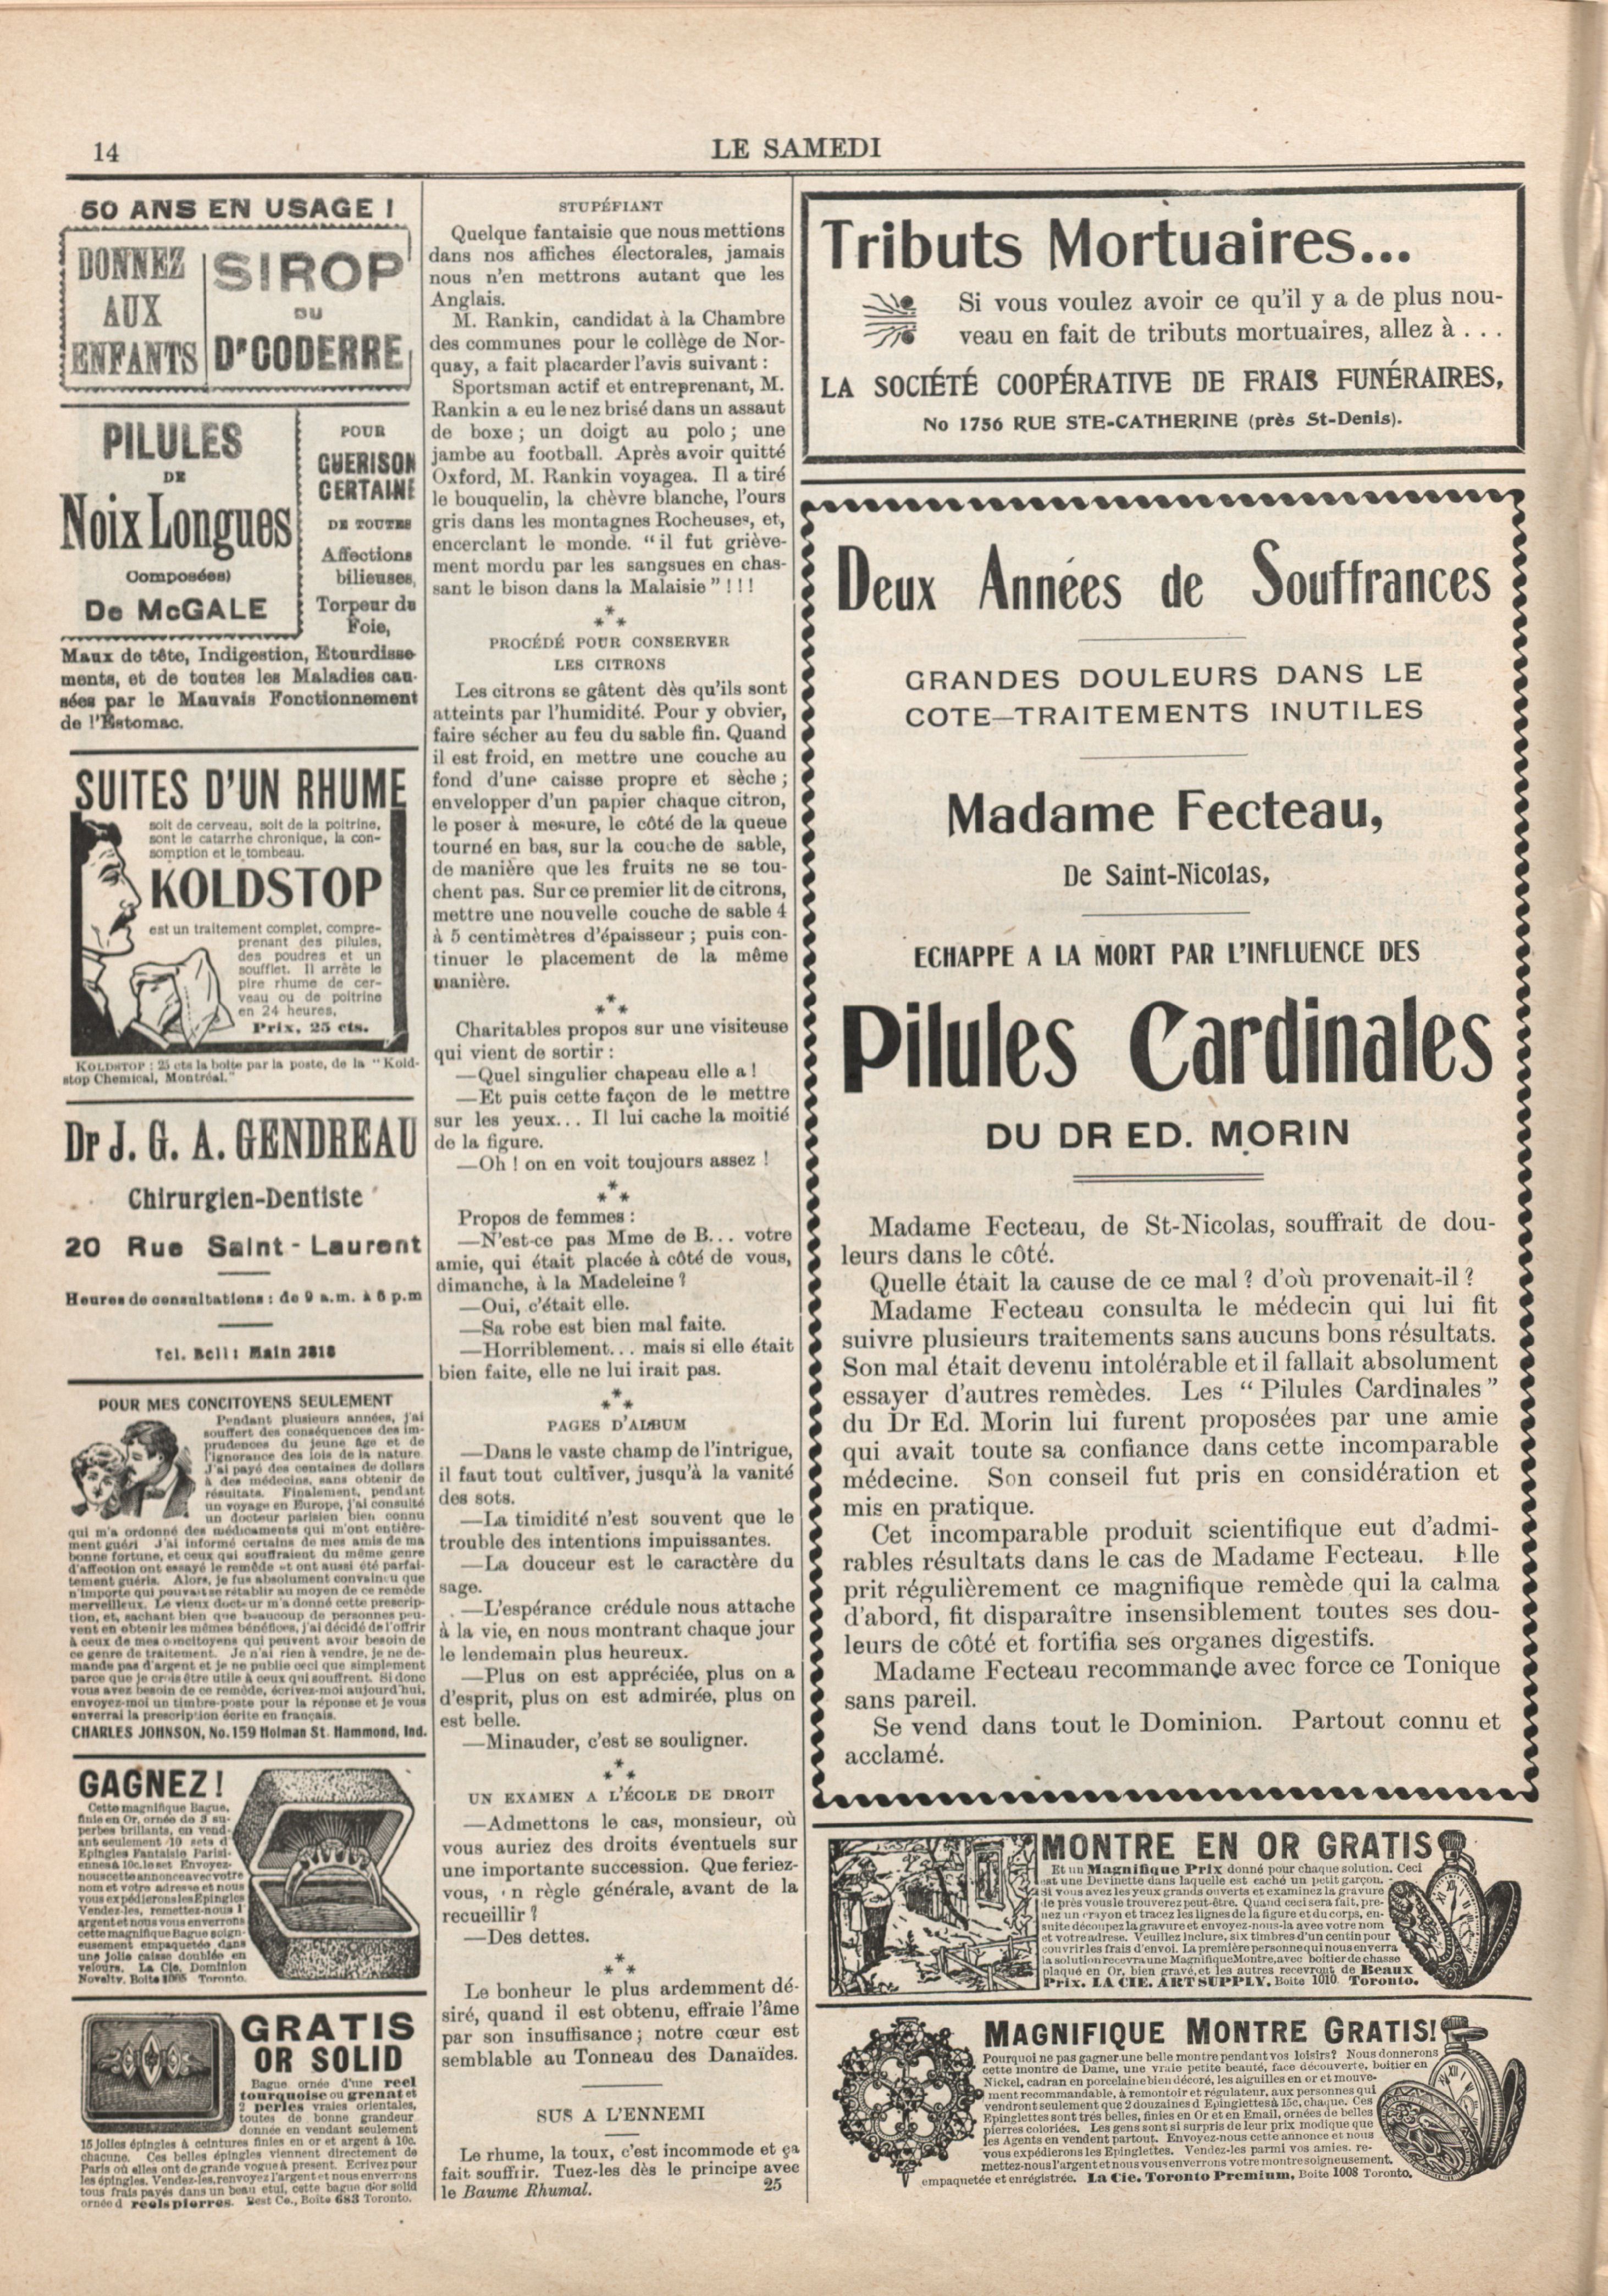 14
LE SAMEDI
50 ANS EN USAGE !
DONNEZ
AUX
ENFANTS
SIROP
DU
DR CODERRE
PILULES
DE
Noix Longues
Composées)
De McGALE
POUR
GUERISON
CERTAINE
DE TOUTES
Affections
bilieuses,
Torpeur du
Foie,
Maux de tête, Indigestion, Etourdisse-
ments, et de toutes les Maladies cau-
sées par le Mauvais Fonctionnement
de l'Estomac.
SUITES D'UN RHUME
soit de cerveau, soit de la poitrine,
sont le catarrhe chronique, la con-
somption et le tombeau.
KOLDSTOP
est un traitement complet, compre-
prenant des pilules,
des poudres et un
soufflet. Il arrête le
pire rhume de cer-
veau ou de poitrine
en 24 heures.
Prix, 25 cts.
KOLDSTOP : 25 cts la boîte par la poste, de la "Kold-
stop Chemical, Montréal."
Dr J. G. A. GENDREAU
Chirurgien-Dentiste
20 Rue Saint-Laurent
Heures de consultations : de 9 a.m. à 6 p.m
Tel. Bell : Main 2818
POUR MES CONCITOYENS SEULEMENT
Pendant plusieurs années, j'ai
souffert des conséquences des im-
prudences du jeune âge et de
l'ignorance des lois de la nature.
J'ai payé des centaines de dollars
à des médecins, sans obtenir de
résultats. Finalement, pendant
un voyage en Europe, j'ai consulté
un docteur parisien bien connu
qui m'a ordonné des médicaments qui m'ont entière-
ment guéri J'ai informé certains de mes amis de ma
bonne fortune, et ceux qui souffraient du même genre
d'affection ont essayé le remède et ont aussi été parfai-
tement guéris. Alors, je fus absolument convaincu que
n'importe qui pouvait se rétablir au moyen de ce remède
merveilleux. Le vieux docteur m'a donné cette prescrip-
tion, et, sachant bien que beaucoup de personnes peu-
vent en obtenir les mêmes bénéfices, j'ai décidé de l'offrir
à ceux de mes concitoyens qui peuvent avoir besoin de
ce genre de traitement. Je n'ai rien à vendre, je ne de-
mande pas d'argent et je ne publie ceci que simplement
parce que je crois être utile à ceux qui souffrent. Si donc
vous avez besoin de ce remède, écrivez-moi aujourd'hui,
envoyez-moi un timbre-poste pour la réponse et je vous
enverrai la prescription écrite en français.
CHARLES JOHNSON, No. 159 Holman St. Hammond, Ind.
GAGNEZ !
Cette magnifique Bague,
finie en Or, ornée de 3 su-
perbes brillants, en vend-
ant seulement 10 sets d'
Epingles Fantaisie Parisi-
ennes à 10c. le set Envoyez-
nous cette annonce avec votre
nom et votre adresse et nous
vous expédierons les Epingles
Vendez-les, remettez-nous l'
argent et nous vous enverrons
cette magnifique Bague soign-
eusement empaquetée dans
une jolie caisse doublée en
velours. La Cie. Dominion
Novelty. Boite Toronto.
GRATIS
OR SOLID
Bague ornée d'une reel
tourquoise ou grenat et
2 perles vraies orientales,
toutes de bonne grandeur
donnée en vendant seulement
15 jolies épingles à ceintures finies en or et argent à 10c.
chacune. Ces belles épingles viennent directement de
Paris où elles ont de grande vogue à present. Ecrivez pour
les épingles. Vendez-les, renvoyez l'argent et nous enverrons
tous frais payés dans un beau etui, cette bague d'or solid
ornée d reels pierres. Best Co., Boite 683 Toronto.
STUPÉFIANT
Quelque fantaisie que nous mettions
dans nos affiches électorales, jamais
nous n'en mettrons autant que les
Anglais.
M. Rankin, candidat à la Chambre
des communes pour le collège de Nor-
quay, a fait placarder l'avis suivant :
Sportsman actif et entreprenant, M.
Rankin a eu le nez brisé dans un assaut
de boxe ; un doigt au polo ; une
jambe au football. Après avoir quitté
Oxford, M. Rankin voyagea. Il a tiré
le bouquelin, la chèvre blanche, l'ours
gris dans les montagnes Rocheuses, et,
encerclant le monde. "il fut griève-
ment mordu par les sangsues en chas-
sant le bison dans la Malaisie" ! ! !
* * *
PROCÉDÉ POUR CONSERVER
LES CITRONS
Les citrons se gâtent dès qu'ils sont
atteints par l'humidité. Pour y obvier,
faire sécher au feu du sable fin. Quand
il est froid, en mettre une couche au
fond d'une caisse propre et sèche ;
envelopper d'un papier chaque citron,
le poser à mesure, le côté de la queue
tourné en bas, sur la couche de sable,
de manière que les fruits ne se tou-
chent pas. Sur ce premier lit de citrons,
mettre une nouvelle couche de sable 4
à 5 centimètres d'épaisseur ; puis con-
tinuer le placement de la même
manière.
* * *
Charitables propos sur une visiteuse
qui vient de sortir :
—Quel singulier chapeau elle a !
—Et puis cette façon de le mettre
sur les yeux... Il lui cache la moitié
de la figure.
—Oh ! on en voit toujours assez !
* * *
Propos de femmes :
—N'est-ce pas Mme de B... votre
amie, qui était placée à côté de vous,
dimanche, à la Madeleine ?
—Oui, c'était elle.
—Sa robe est bien mal faite.
—Horriblement... mais si elle était
bien faite, elle ne lui irait pas.
* * *
PAGES D'ALBUM
—Dans le vaste champ de l'intrigue,
il faut tout cultiver, jusqu'à la vanité
des sots.
—La timidité n'est souvent que le
trouble des intentions impuissantes.
—La douceur est le caractère du
sage.
—L'espérance crédule nous attache
à la vie, en nous montrant chaque jour
le lendemain plus heureux.
—Plus on est appréciée, plus on a
d'esprit, plus on est admirée, plus on
est belle.
—Minauder, c'est se souligner.
* * *
UN EXAMEN A L'ÉCOLE DE DROIT
—Admettons le cas, monsieur, où
vous auriez des droits éventuels sur
une importante succession. Que feriez-
vous, n règle générale, avant de la
recueillir ?
—Des dettes.
* * *
Le bonheur le plus ardemment dé-
siré, quand il est obtenu, effraie l'âme
par son insuffisance ; notre cœur est
semblable au Tonneau des Danaïdes.
SUS A L'ENNEMI
Le rhume, la toux, c'est incommode et ça
fait souffrir. Tuez-les dès le principe avec
le Baume Rhumal. 25
Tributs Mortuaires...
Si vous voulez avoir ce qu'il y a de plus nou-
veau en fait de tributs mortuaires, allez à . . .
LA SOCIÉTÉ COOPÉRATIVE DE FRAIS FUNÉRAIRES,
No 1756 RUE STE-CATHERINE (près St-Denis).
Deux Années de Souffrances
GRANDES DOULEURS DANS LE
COTE—TRAITEMENTS INUTILES
Madame Fecteau,
De Saint-Nicolas,
ECHAPPE A LA MORT PAR L'INFLUENCE DES
Pilules Cardinales
DU DR ED. MORIN
Madame Fecteau, de St-Nicolas, souffrait de dou-
leurs dans le côté.
Quelle était la cause de ce mal ? d'où provenait-il ?
Madame Fecteau consulta le médecin qui lui fit
suivre plusieurs traitements sans aucuns bons résultats.
Son mal était devenu intolérable et il fallait absolument
essayer d'autres remèdes. Les "Pilules Cardinales"
du Dr Ed. Morin lui furent proposées par une amie
qui avait toute sa confiance dans cette incomparable
médecine. Son conseil fut pris en considération et
mis en pratique.
Cet incomparable produit scientifique eut d'admi-
rables résultats dans le cas de Madame Fecteau. Elle
prit régulièrement ce magnifique remède qui la calma
d'abord, fit disparaître insensiblement toutes ses dou-
leurs de côté et fortifia ses organes digestifs.
Madame Fecteau recommande avec force ce Tonique
sans pareil.
Se vend dans tout le Dominion. Partout connu et
acclamé.
MONTRE EN OR GRATIS
Et un Magnifique Prix donné pour chaque solution. Ceci
est une Devinette dans laquelle est caché un petit garçon.
Si vous avez les yeux grands ouverts et examinez la gravure
de près vous le trouverez peut-être. Quand ceci sera fait, pre-
nez un crayon et tracez les lignes de la figure et du corps, en-
suite découpez la gravure et envoyez-nous-la avec votre nom
et votre adrese. Veuillez inclure, six timbres d'un centin pour
couvrir les frais d'envoi. La première personne qui nous enverra
la solution recevra une Magnifique Montre, avec boitier de chasse
plaqué en Or, bien gravé, et les autres recevront de Beaux
Prix. LA CIE. ART SUPPLY, Boite 1010 Toronto.
MAGNIFIQUE MONTRE GRATIS!
Pourquoi ne pas gagner une belle montre pendant vos loisirs? Nous donnerons
cette montre de Dame, une vraie petite beauté, face découverte, boitier en
Nickel, cadran en porcelaine bien décoré, les aiguilles en or et mouve-
ment recommandable, à remontoir et régulateur, aux personnes qui
vendront seulement que 2 douzaines d Epinglettes à 15c, chaque. Ces
Epinglettes sont très belles, finies en Or et en Email, ornées de belles
pierres coloriées. Les gens sont si surpris de leur prix modique que
les Agents en vendent partout. Envoyez-nous cette annonce et nous
vous expédierons les Epinglettes. Vendez-les parmi vos amies, re-
mettez-nous l'argent et nous vous enverrons votre montre soigneusement
empaquetée et enrégistrée. La Cie. Toronto Premium, Boite 1008 Toronto.